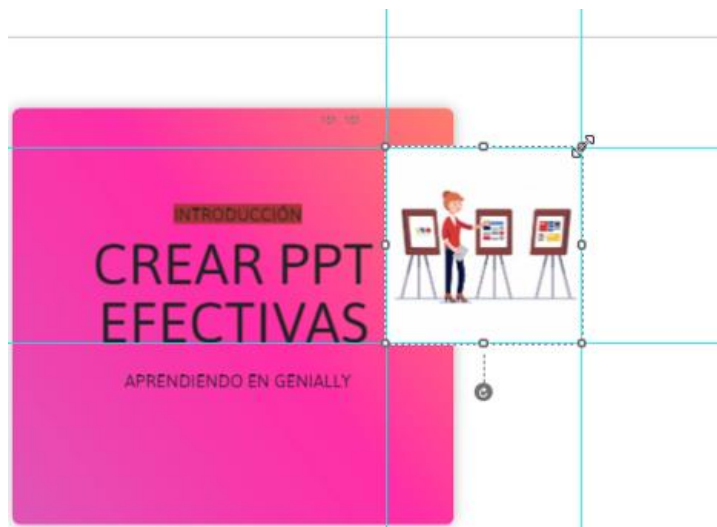 INTRODUCCIÓN
CREAR PPT
EFECTIVAS
APRENDIENDO EN GENIALLY